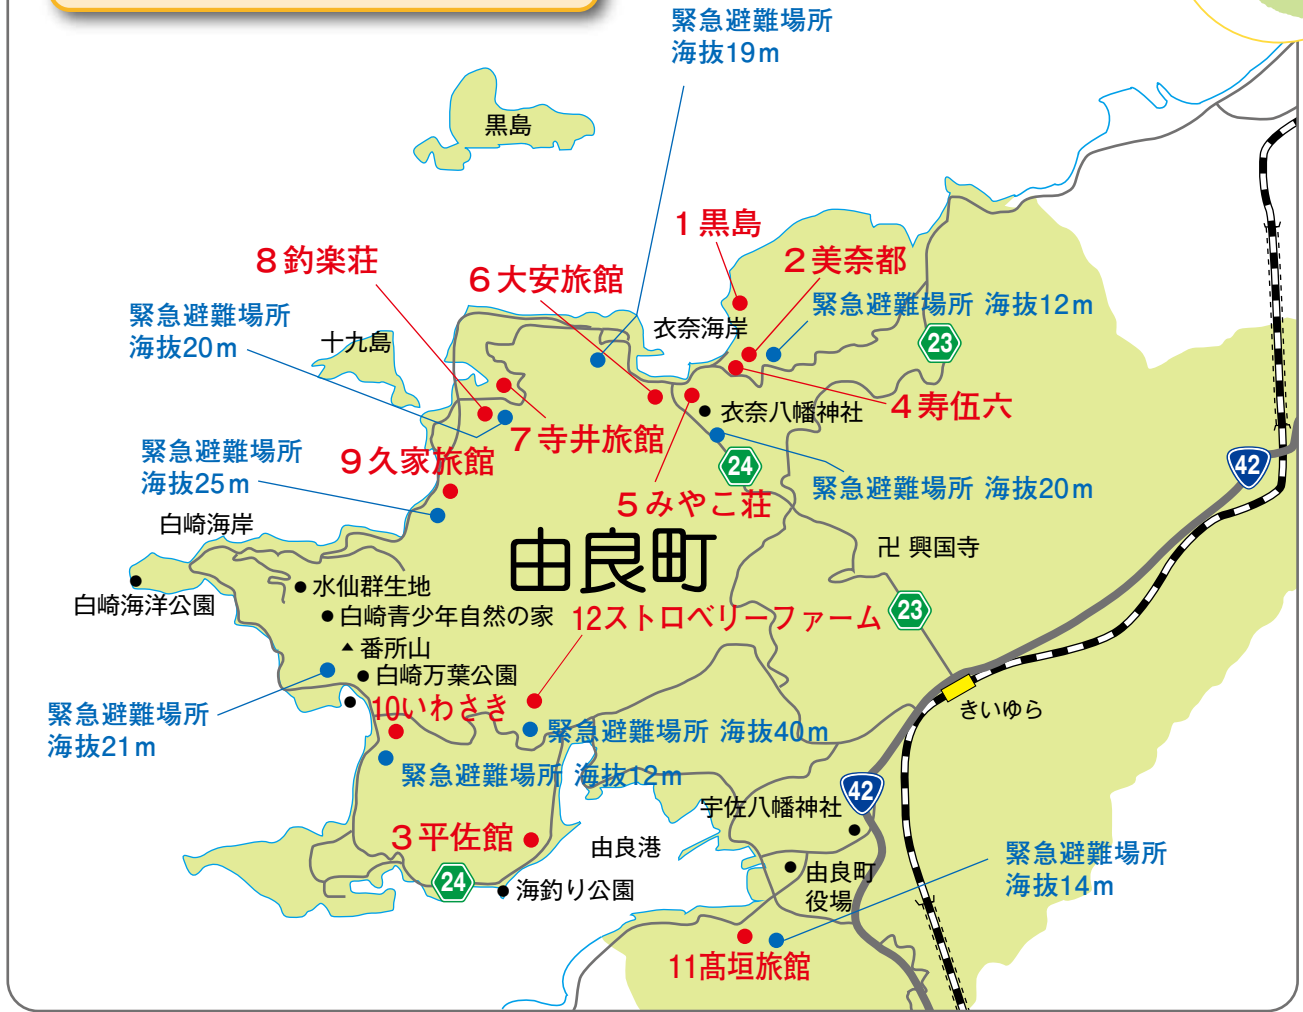 緊急避難場所
海抜19m
黒島
1黒島
2美奈都
8釣楽荘
6大安旅館
緊急避難場所 海抜12m
緊急避難場所
海抜20m
十九島
衣奈海岸
23
4寿伍六
衣奈八幡神社
7寺井旅館
9久家旅館
緊急避難場所
海抜25m
24
42
緊急避難場所 海抜20m
5みやこ荘
白崎海岸
由良町
卍 興国寺
水仙群生地
白崎海洋公園
白崎青少年自然の家
12ストロベリーファーム
23
番所山
白崎万葉公園
10いわさき
きいゆら
緊急避難場所
海抜21m
緊急避難場所 海抜40m
緊急避難場所 海抜12m
42
宇佐八幡神社
3平佐館
由良港
緊急避難場所
海抜14m
24
海釣り公園
由良町
役場
11髙垣旅館